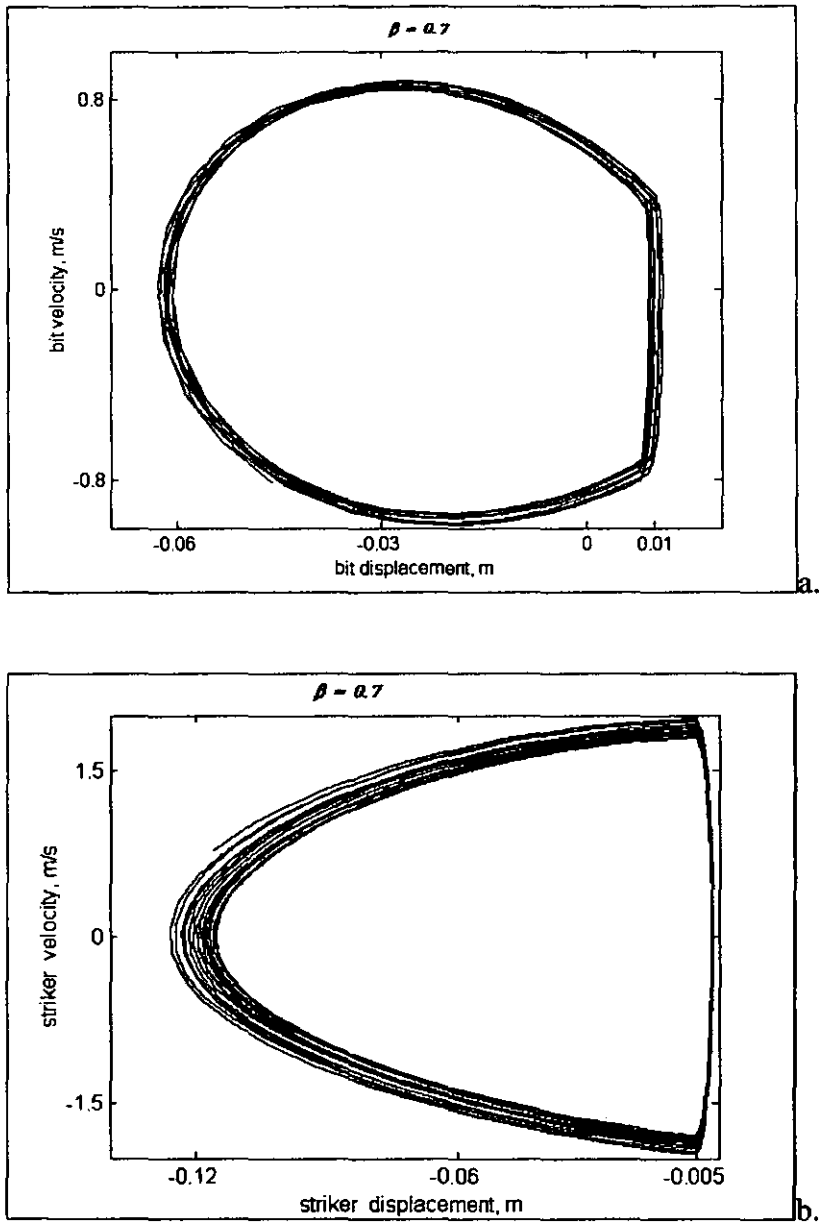 β = 0.7
0.8
0
-0.8
bit velocity, m/s
-0.06 -0.03 0 0.01
bit displacement, m
a.
β = 0.7
1.5
0
-1.5
striker velocity, m/s
-0.12 -0.06 -0.005
striker displacement, m
b.